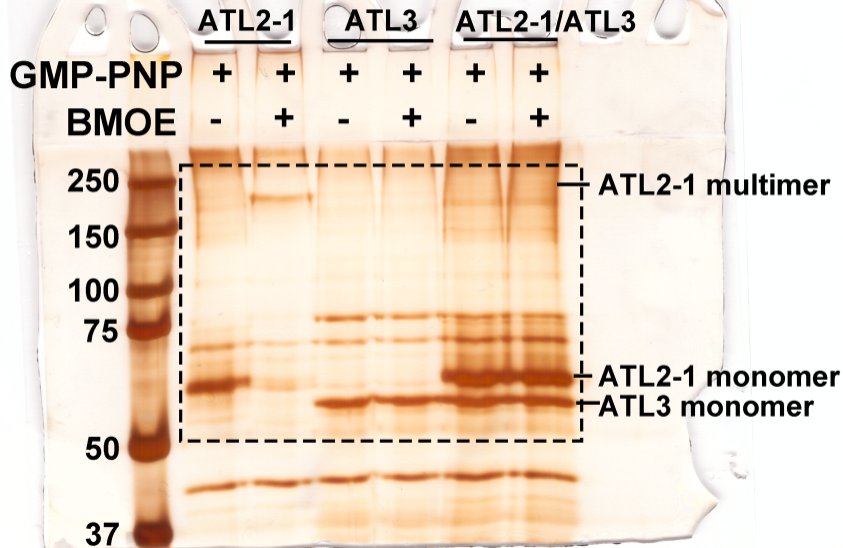 ATL2-1 ATL3 ATL2-1/ATL3
GMP-PNP + + + + + +
BMOE - + - + - +
250
ATL2-1 multimer
150
100
75
ATL2-1 monomer
ATL3 monomer
50
37